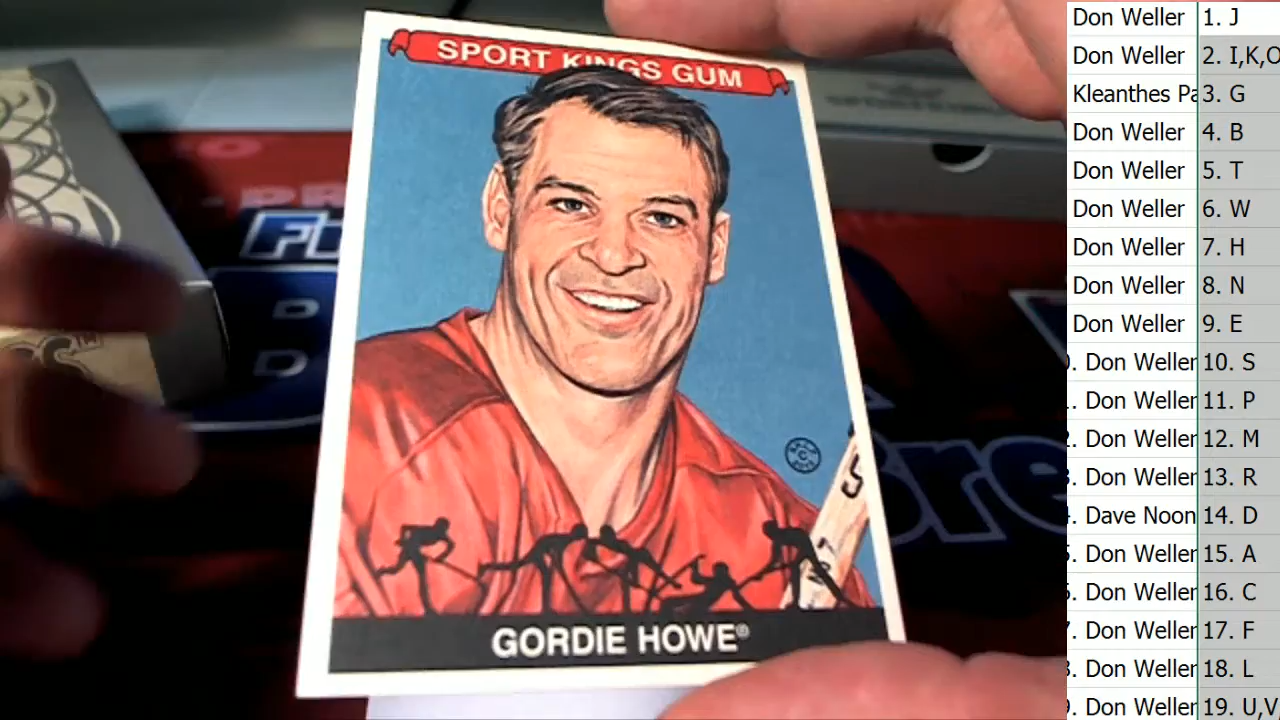 SPORT KINGS GUM
GORDIE HOWE®
Don Weller 1. J
Don Weller 2. I,K,O
Kleanthes Pa 3. G
Don Weller 4. B
Don Weller 5. T
Don Weller 6. W
Don Weller 7. H
Don Weller 8. N
Don Weller 9. E
. Don Weller 10. S
. Don Weller 11. P
. Don Weller 12. M
. Don Weller 13. R
. Dave Noon 14. D
. Don Weller 15. A
. Don Weller 16. C
. Don Weller 17. F
. Don Weller 18. L
. Don Weller 19. U,V